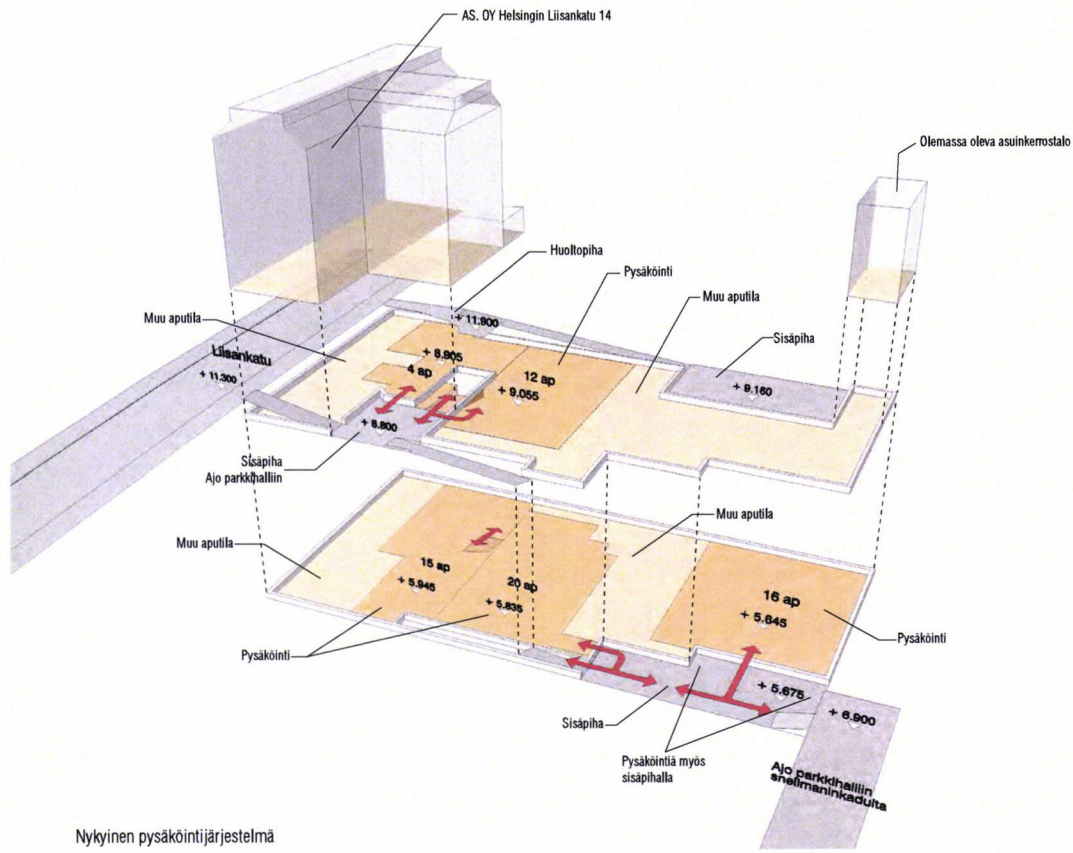 AS. OY Helsingin Liisankatu 14
Olemassa oleva asuinkerrostalo
Huoltopiha
Pysäköinti
Muu aputila
Muu aputila
Sisäpiha
+ 11.900
Liisankatu
+ 11.300
+ 8.905
4 ap
12 ap
+ 9.055
+ 9.160
+ 8.800
Sisäpiha
Ajo parkkihalliin
Muu aputila
Muu aputila
15 ap
+ 5.945
20 ap
+ 5.835
16 ap
+ 5.645
Pysäköinti
Pysäköinti
+ 5.675
+ 6.900
Sisäpiha
Pysäköintiä myös
sisäpihalla
Ajo parkkihalliin
snellmaninkadulta
Nykyinen pysäköintijärjestelmä